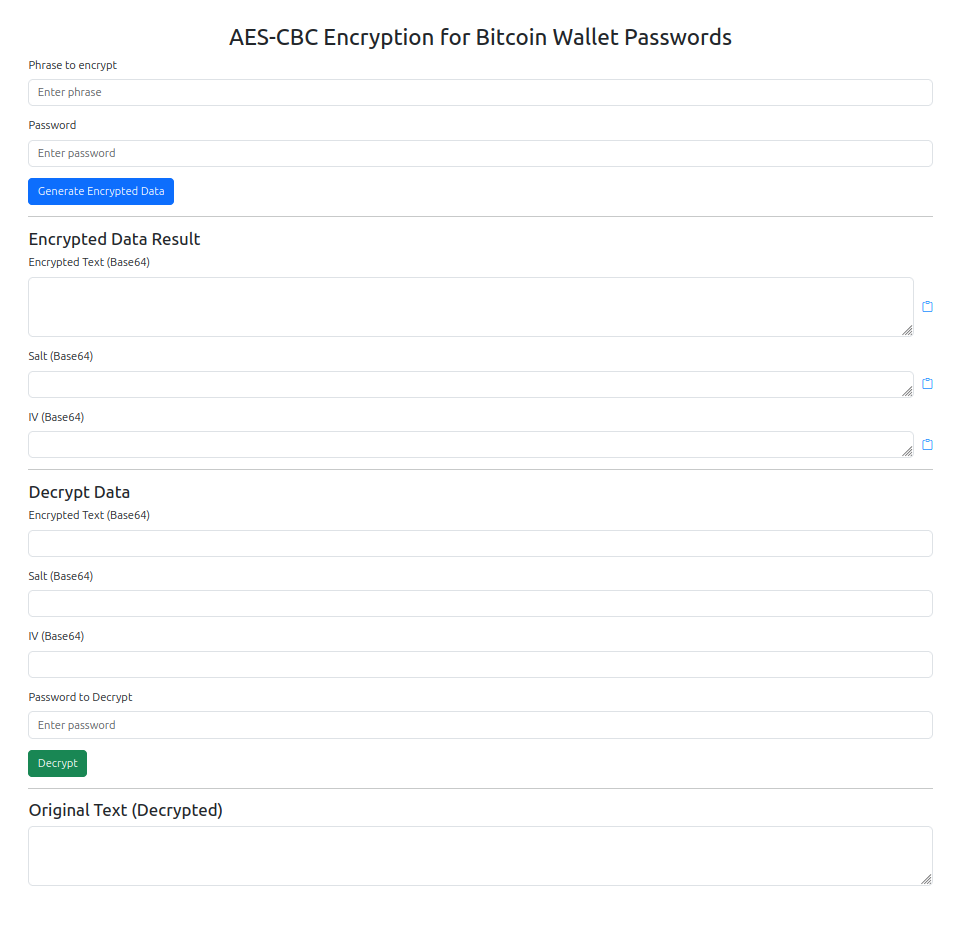 AES-CBC Encryption for Bitcoin Wallet Passwords
Phrase to encrypt
Enter phrase
Password
Enter password
Generate Encrypted Data
Encrypted Data Result
Encrypted Text (Base64)
Salt (Base64)
IV (Base64)
Decrypt Data
Encrypted Text (Base64)
Salt (Base64)
IV (Base64)
Password to Decrypt
Enter password
Decrypt
Original Text (Decrypted)